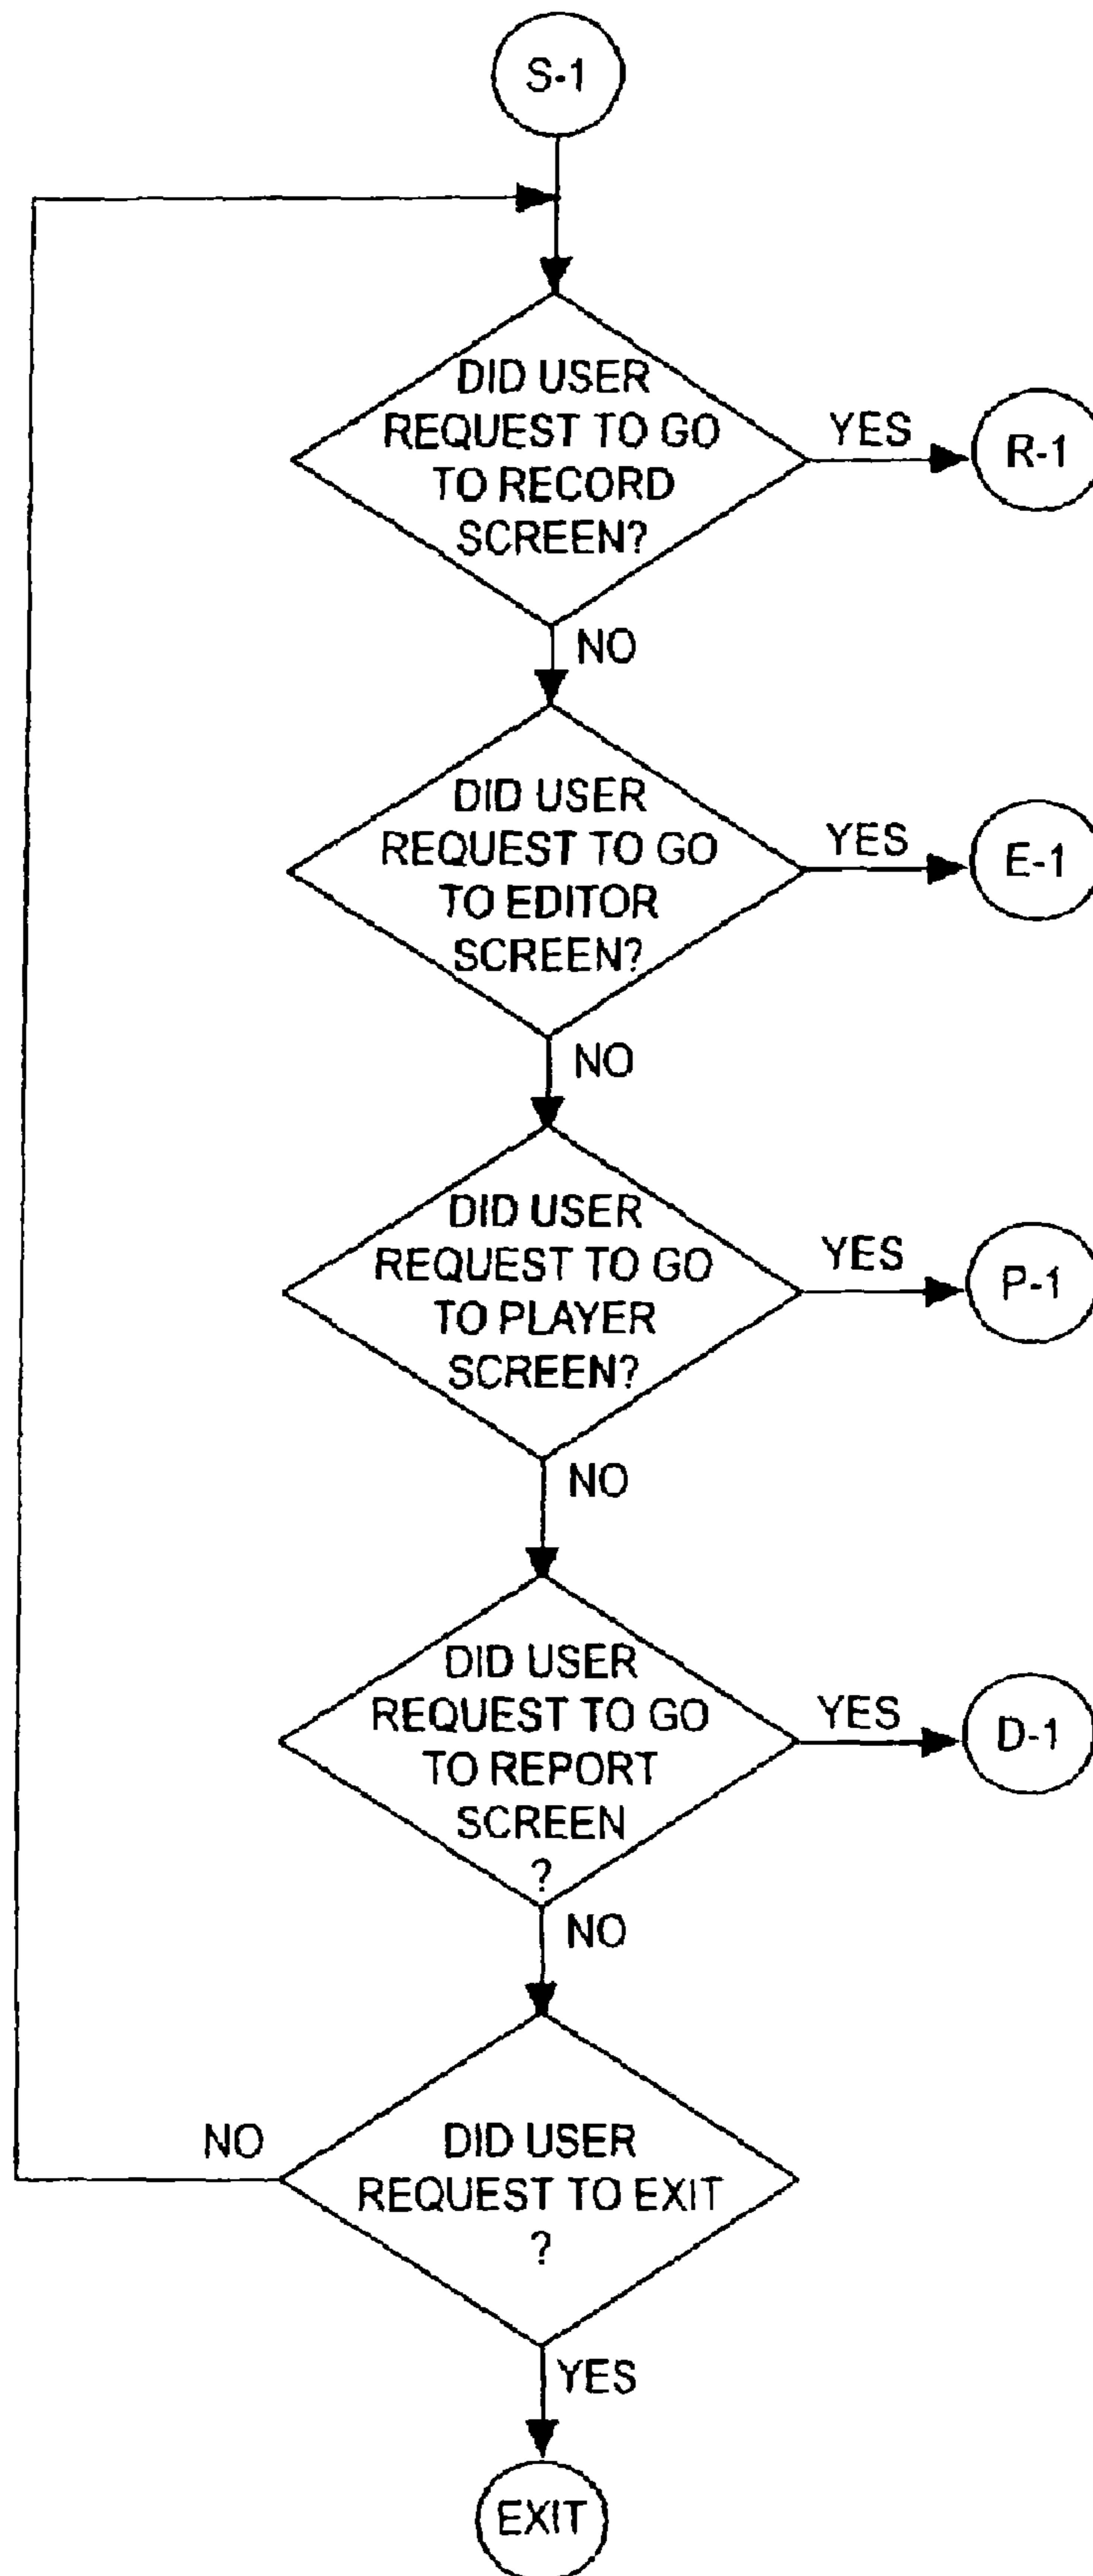 S-1
DID USER
REQUEST TO GO
TO RECORD
SCREEN?
YES
R-1
NO
DID USER
REQUEST TO GO
TO EDITOR
SCREEN?
YES
E-1
NO
DID USER
REQUEST TO GO
TO PLAYER
SCREEN?
YES
P-1
NO
DID USER
REQUEST TO GO
TO REPORT
SCREEN
?
YES
D-1
NO
NO
DID USER
REQUEST TO EXIT
?
YES
EXIT